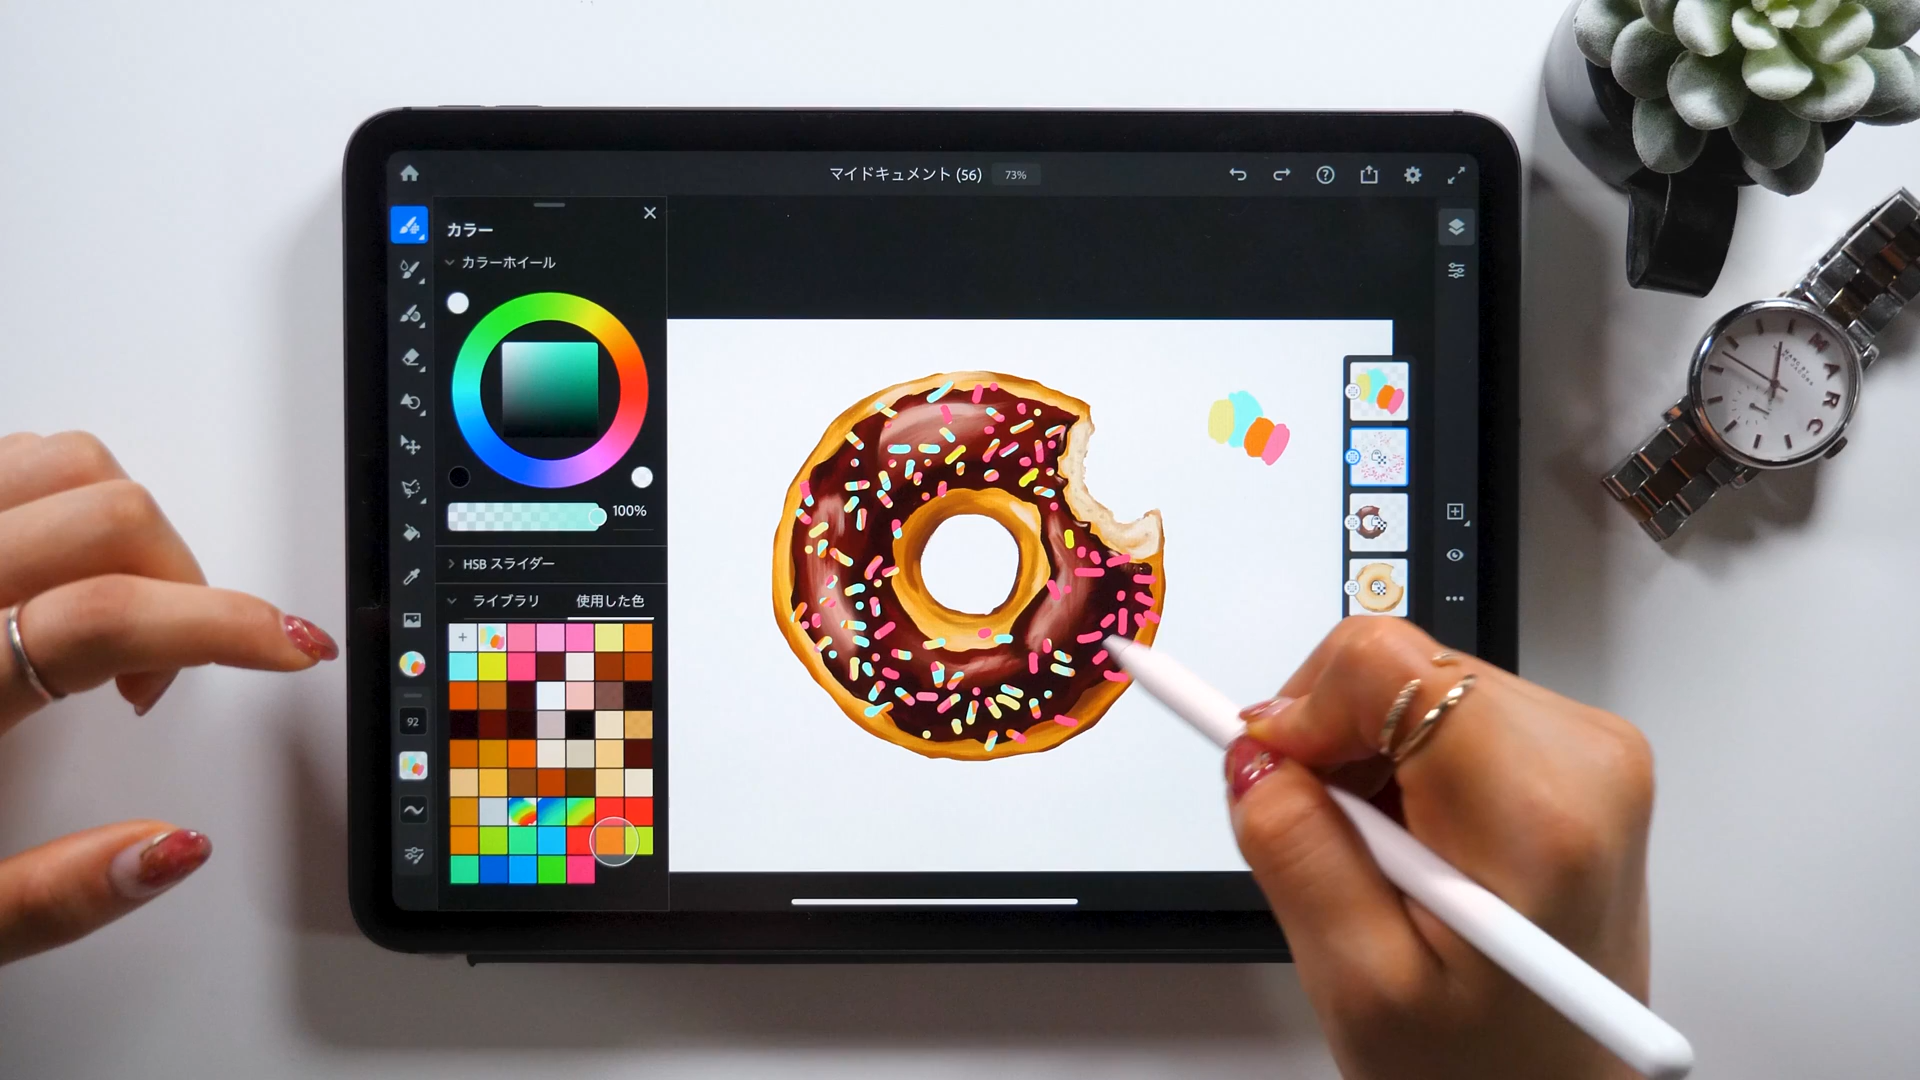 マイドキュメント (56) 73%
カラー
カラーホイール
100%
HSB スライダー
ライブラリ 使用した色
92
MARC